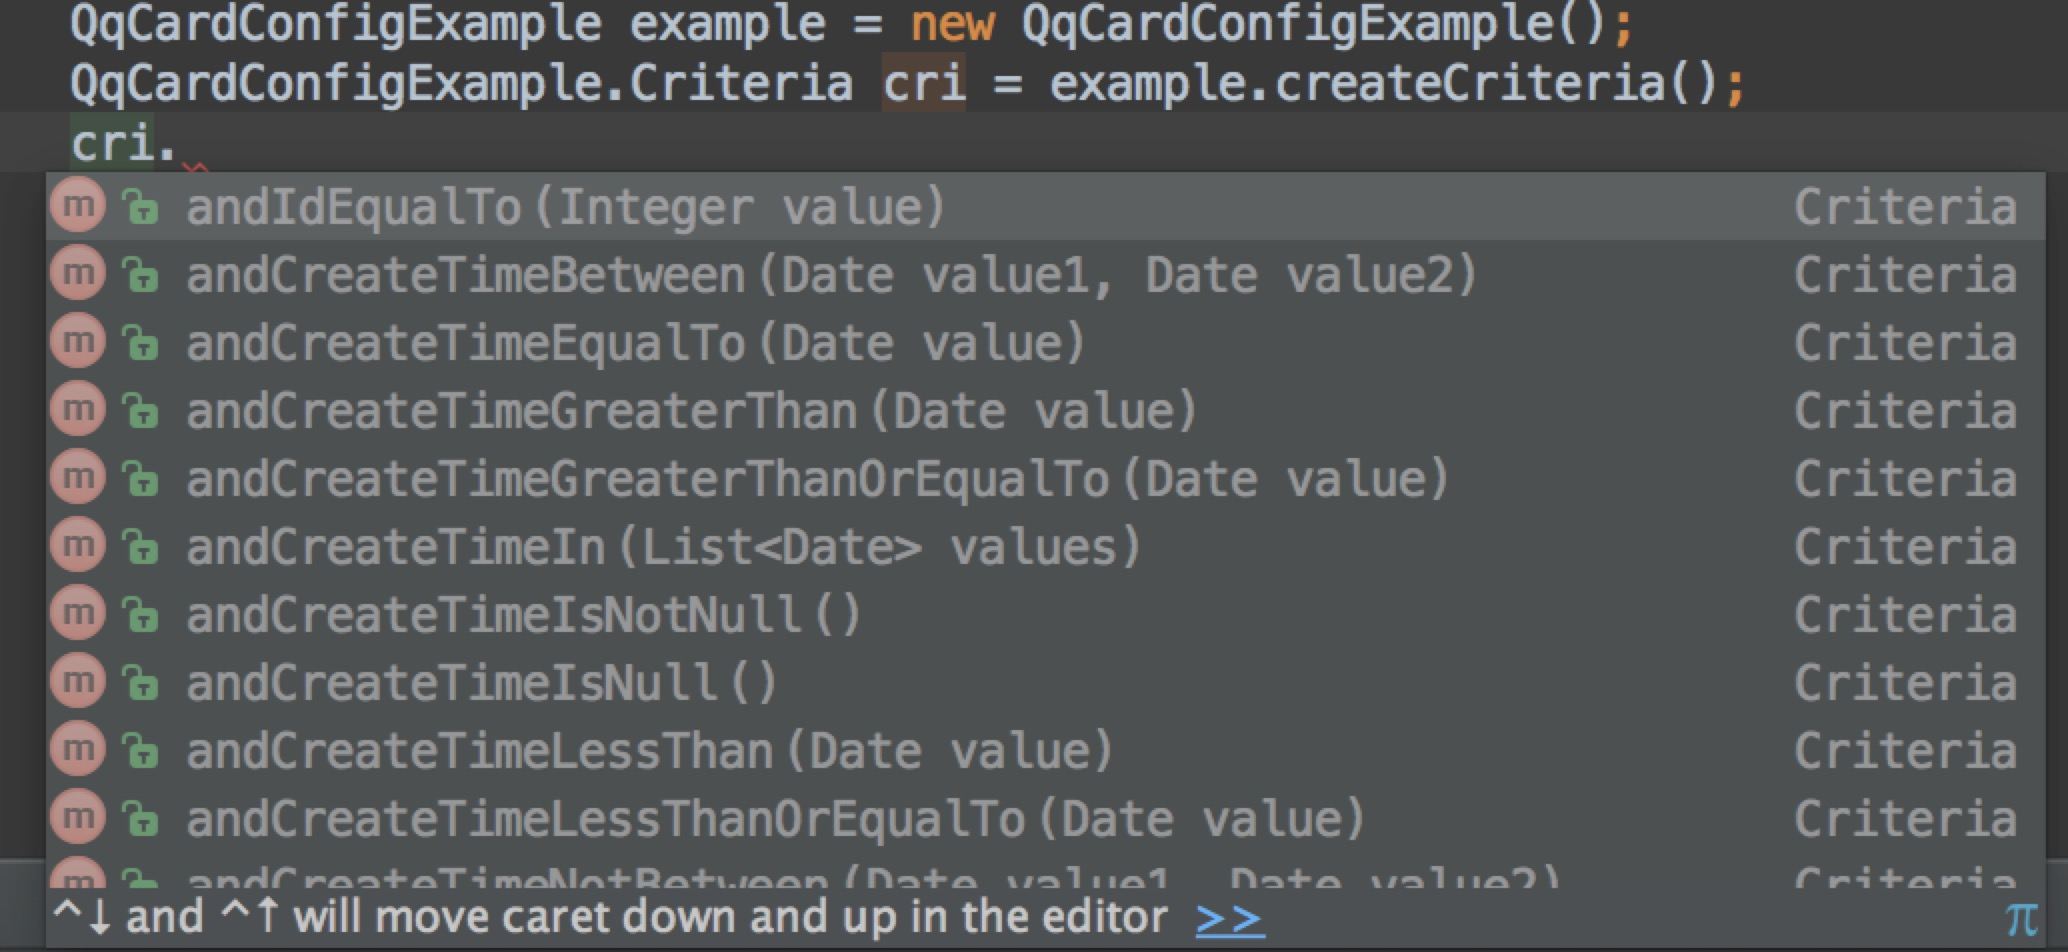 QqCardConfigExample example = new QqCardConfigExample();
QqCardConfigExample.Criteria cri = example.createCriteria();
cri.
m andIdEqualTo(Integer value) Criteria
m andCreateTimeBetween(Date value1, Date value2) Criteria
m andCreateTimeEqualTo(Date value) Criteria
m andCreateTimeGreaterThan(Date value) Criteria
m andCreateTimeGreaterThanOrEqualTo(Date value) Criteria
m andCreateTimeIn(List<Date> values) Criteria
m andCreateTimeIsNotNull() Criteria
m andCreateTimeIsNull() Criteria
m andCreateTimeLessThan(Date value) Criteria
m andCreateTimeLessThanOrEqualTo(Date value) Criteria
m andCreateTimeNotBetween(Date value1, Date value2) Criteria
^↓ and ^↑ will move caret down and up in the editor >> π